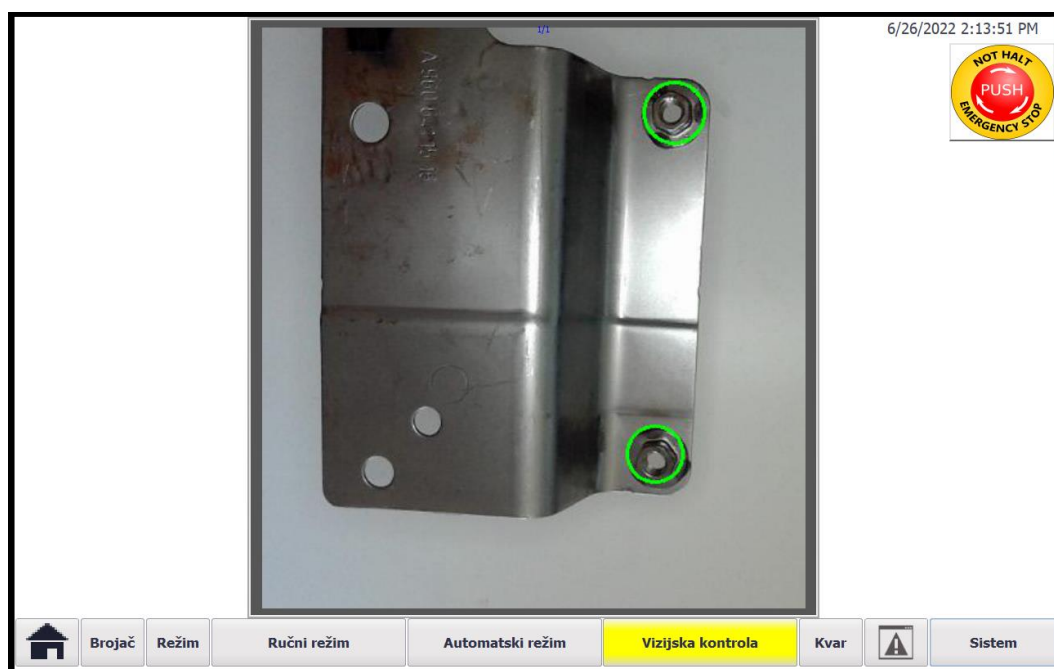 1/1
6/26/2022 2:13:51 PM
NOT HALT
PUSH
EMERGENCY STOP
Brojač
Režim
Ručni režim
Automatski režim
Vizijska kontrola
Kvar
Sistem